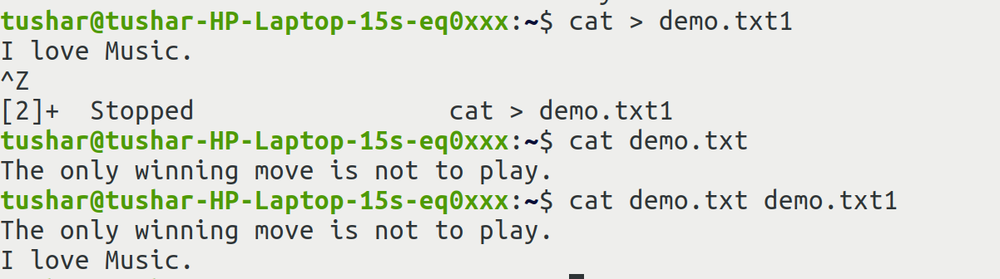 tushar@tushar-HP-Laptop-15s-eq0xxx:~$ cat > demo.txt1
I love Music.
^Z
[2]+  Stopped                 cat > demo.txt1
tushar@tushar-HP-Laptop-15s-eq0xxx:~$ cat demo.txt
The only winning move is not to play.
tushar@tushar-HP-Laptop-15s-eq0xxx:~$ cat demo.txt demo.txt1
The only winning move is not to play.
I love Music.